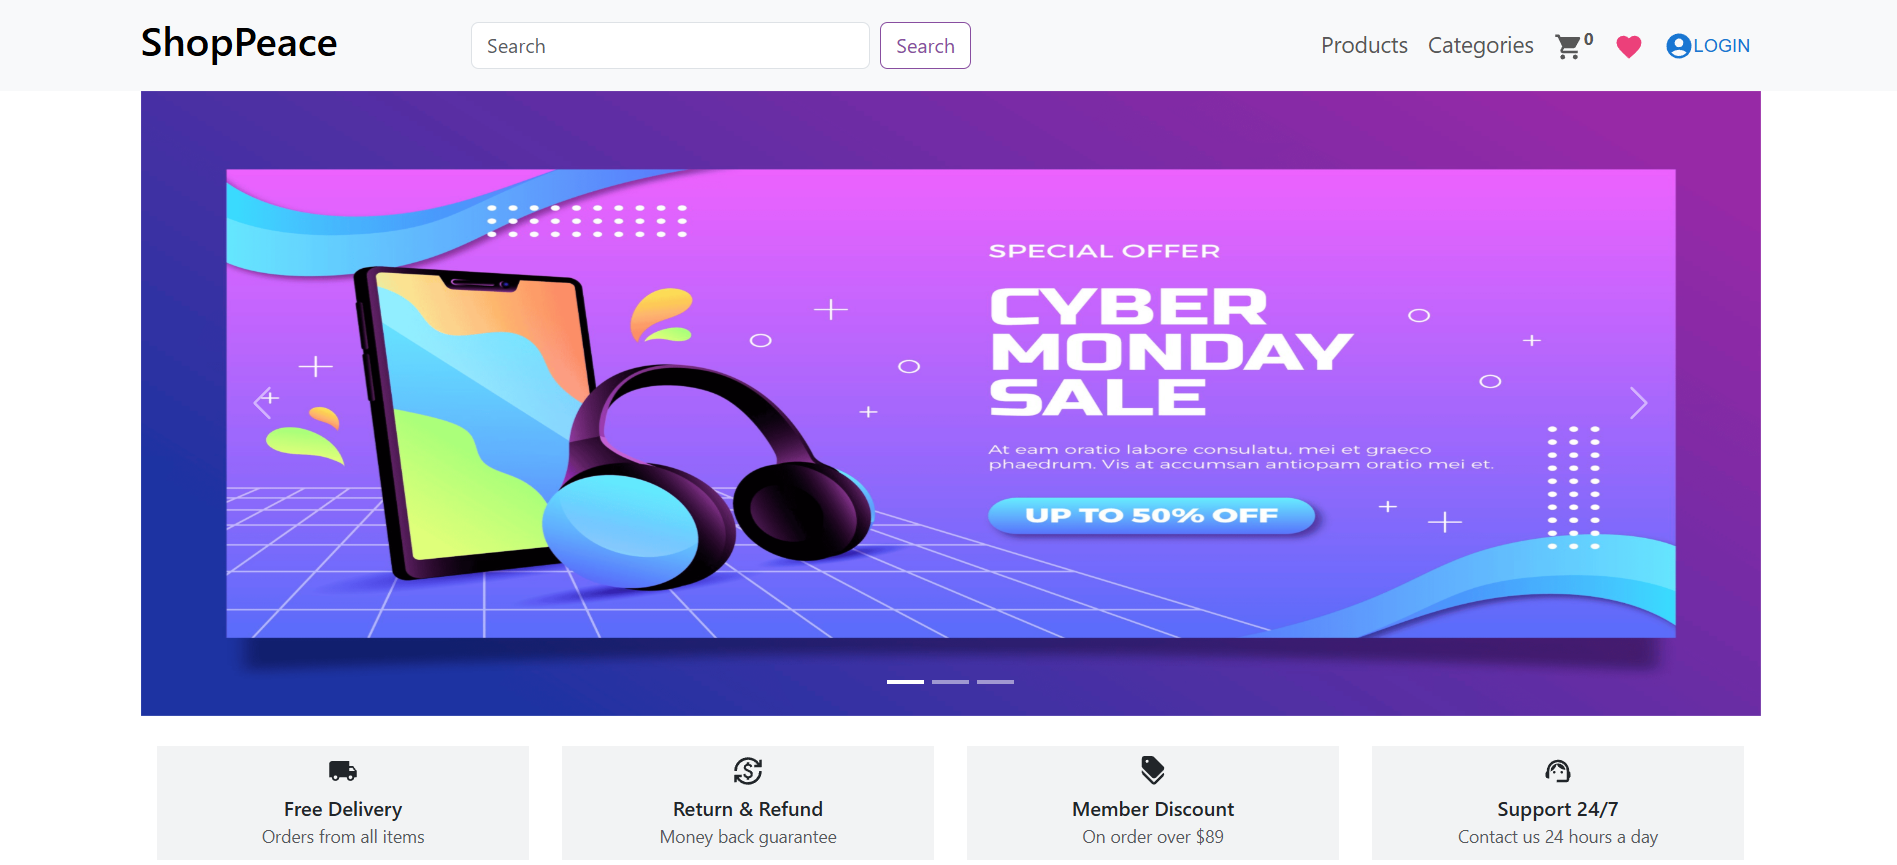 ShopPeace
Search
Search
Products
Categories
0
LOGIN
SPECIAL OFFER
CYBER
MONDAY
SALE
At eam oratio labore consulatu, mei et graeco
phaedrum. Vis at accumsan antiopam oratio mei et.
UP TO 50% OFF
Free Delivery
Orders from all items
Return & Refund
Money back guarantee
Member Discount
On order over $89
Support 24/7
Contact us 24 hours a day